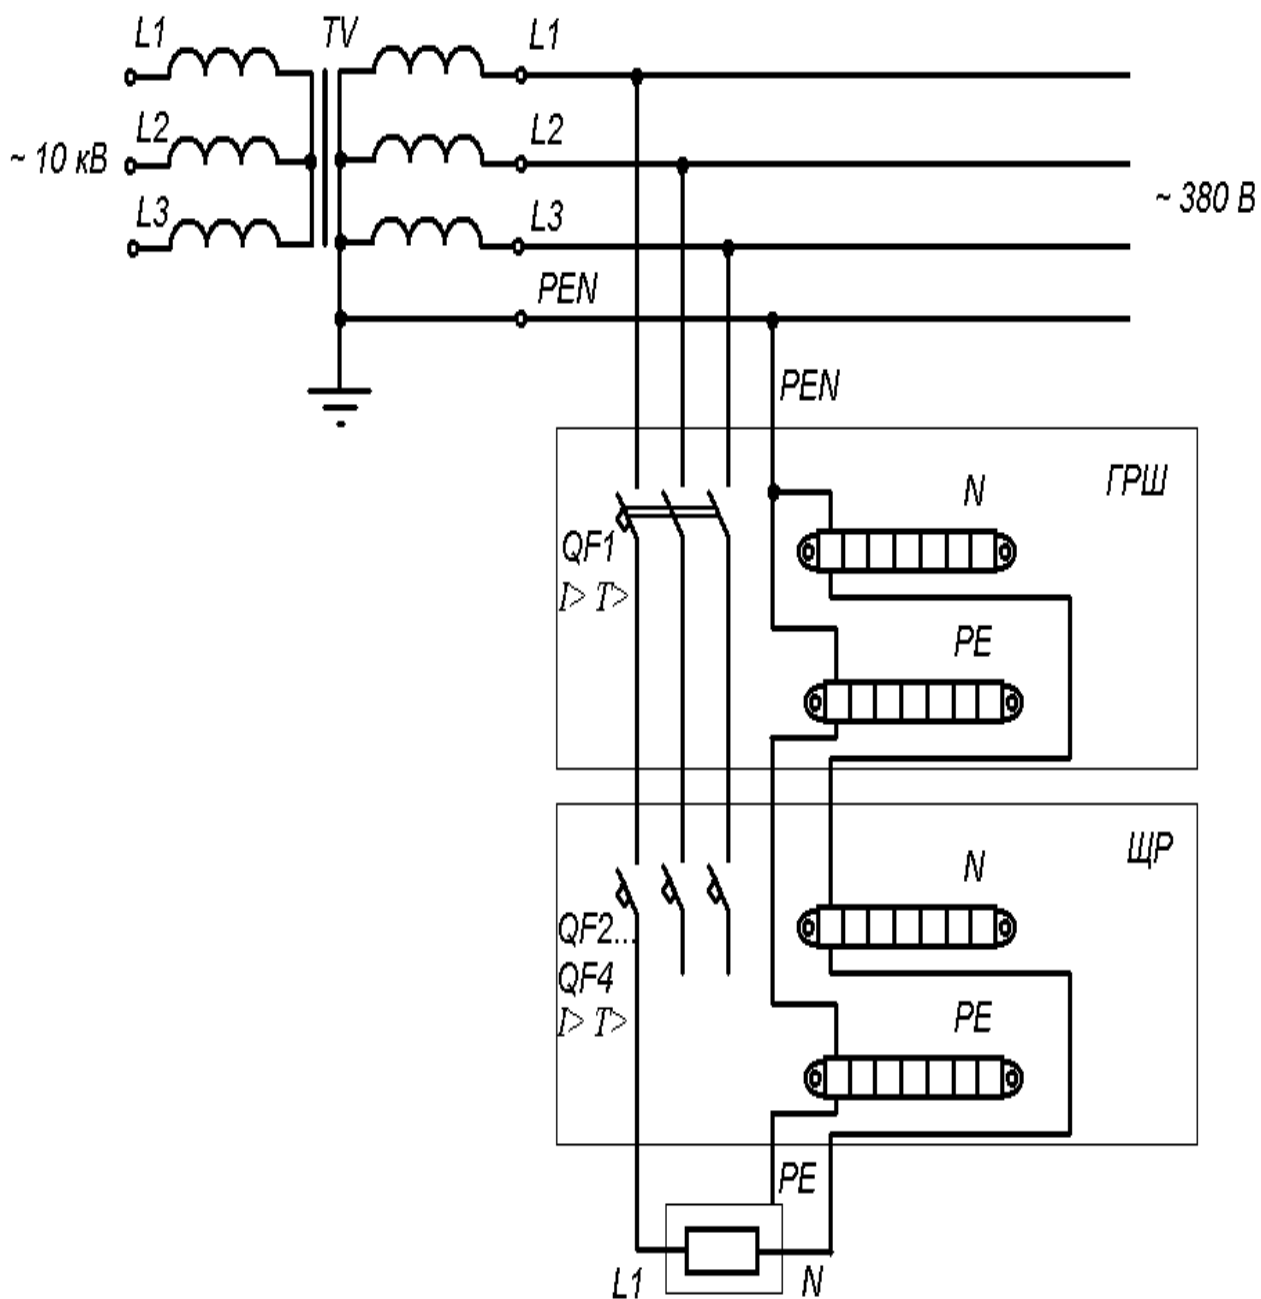 L1
TV
L1
L2
L2
~ 10 кВ
~ 380 В
L3
L3
PEN
PEN
ГРШ
N
QF1
I> T>
PE
ЩР
N
QF2...
QF4
PE
I> T>
PE
L1
N